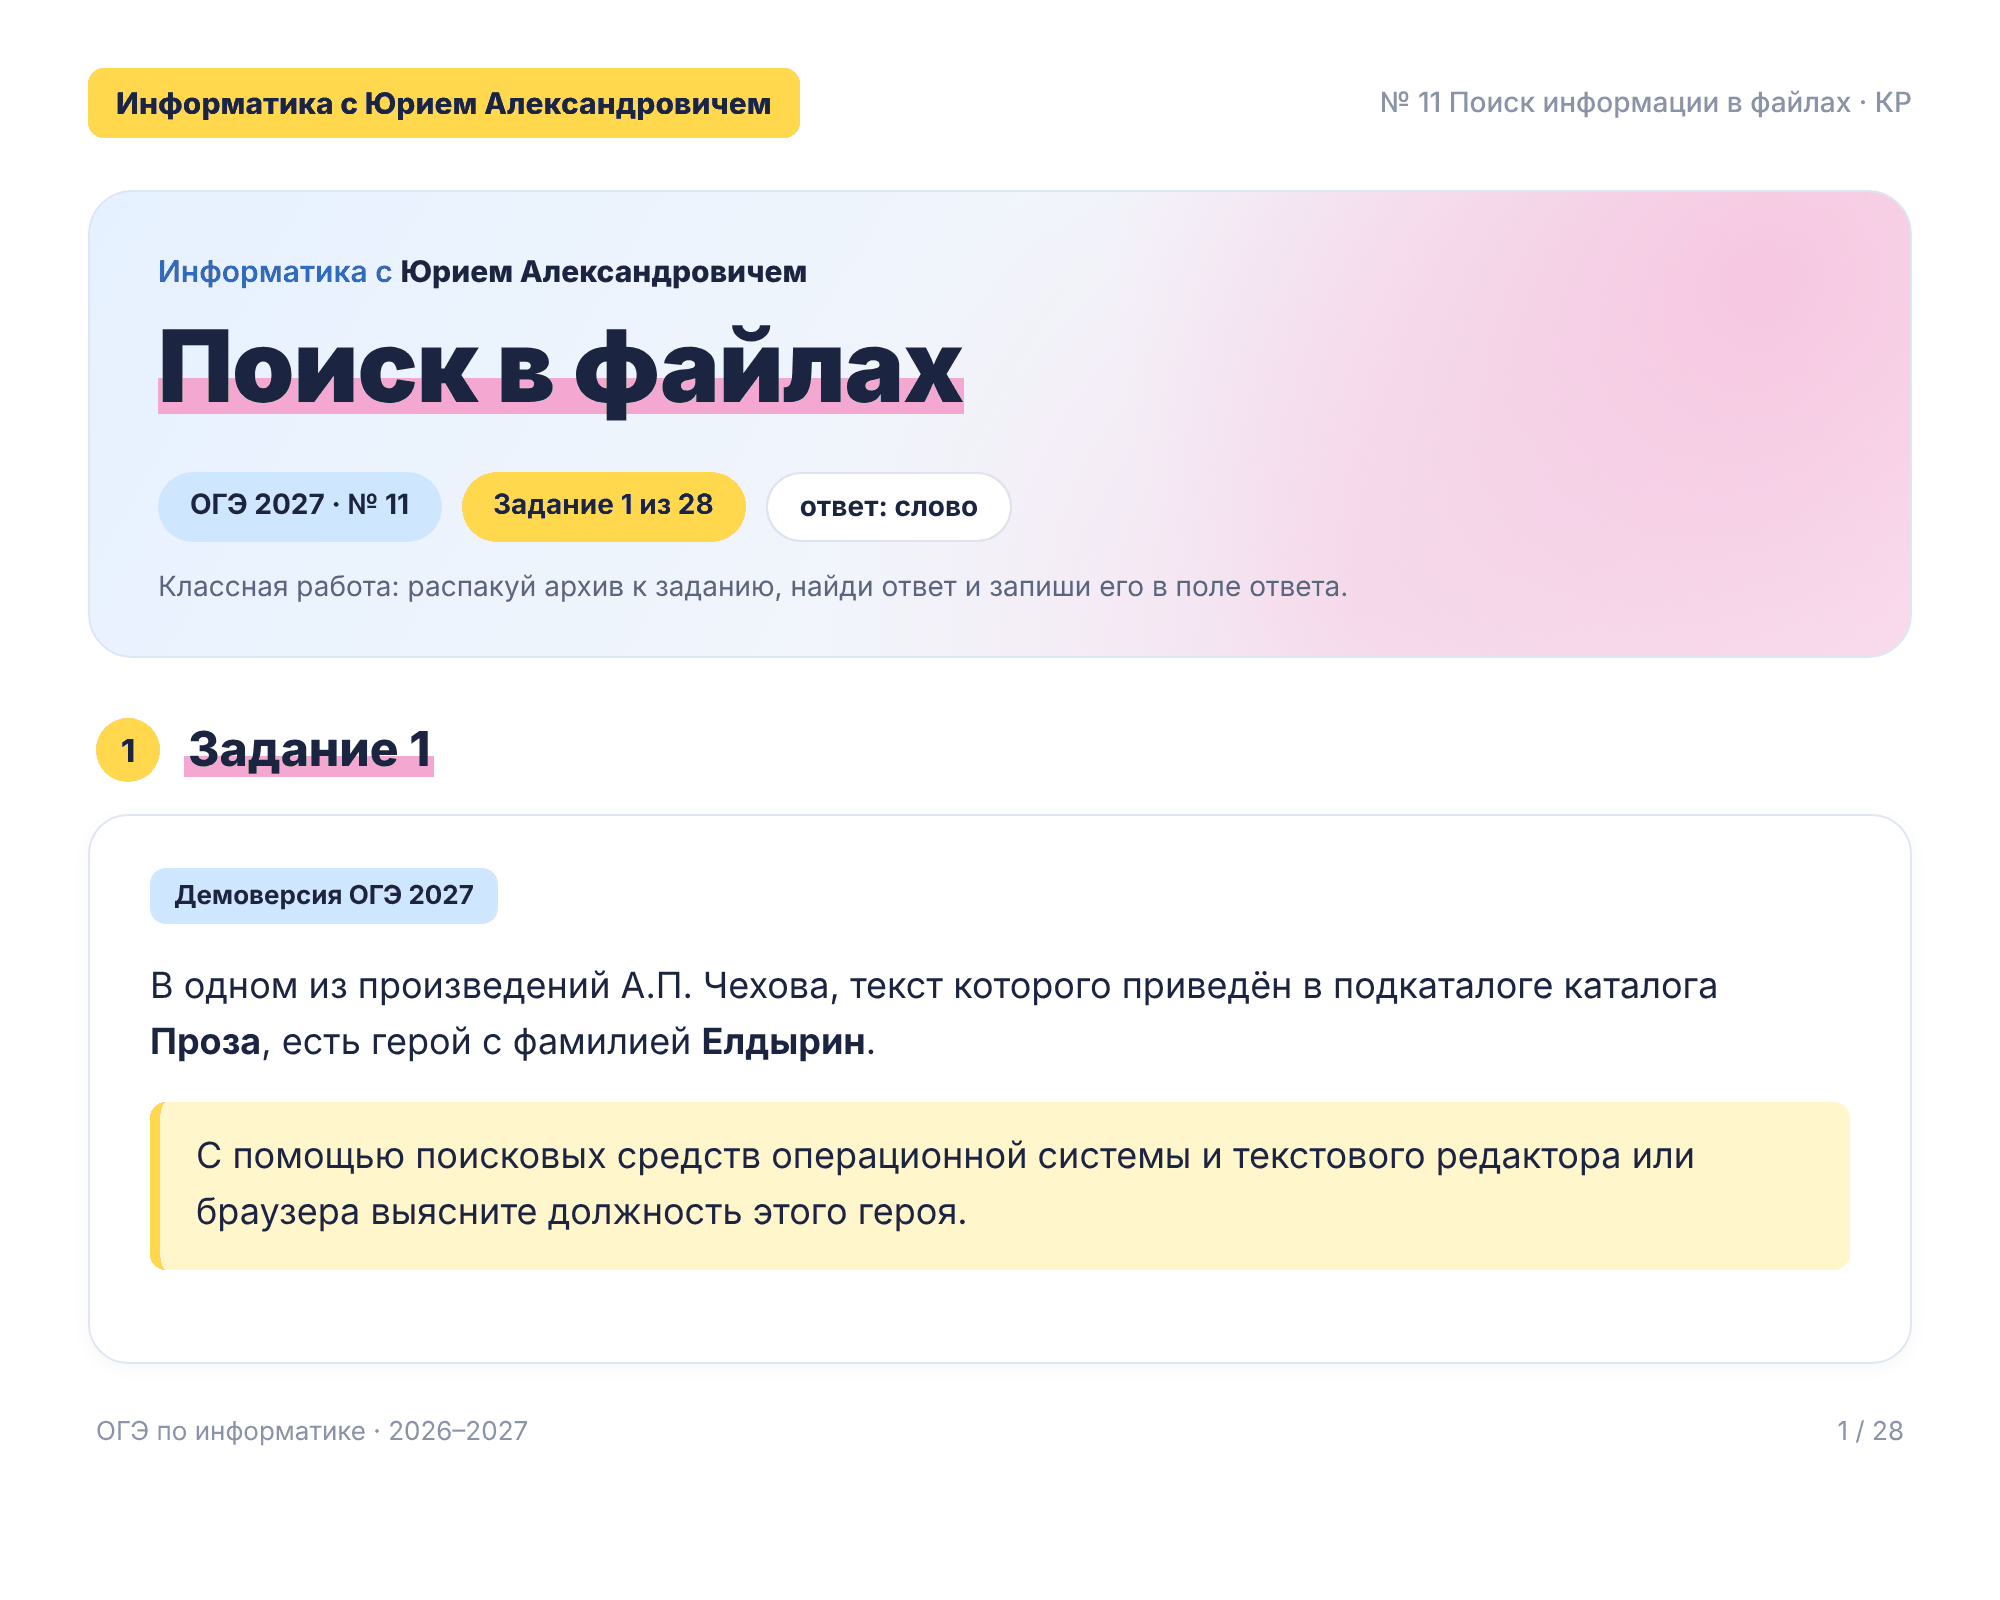 Информатика с Юрием Александровичем
№ 11 Поиск информации в файлах · КР
Информатика с Юрием Александровичем
Поиск в файлах
ОГЭ 2027 · № 11
Задание 1 из 28
ответ: слово
Классная работа: распакуй архив к заданию, найди ответ и запиши его в поле ответа.
1
Задание 1
Демоверсия ОГЭ 2027
В одном из произведений А.П. Чехова, текст которого приведён в подкаталоге каталога
Проза, есть герой с фамилией Елдырин.
С помощью поисковых средств операционной системы и текстового редактора или
браузера выясните должность этого героя.
ОГЭ по информатике · 2026–2027
1 / 28